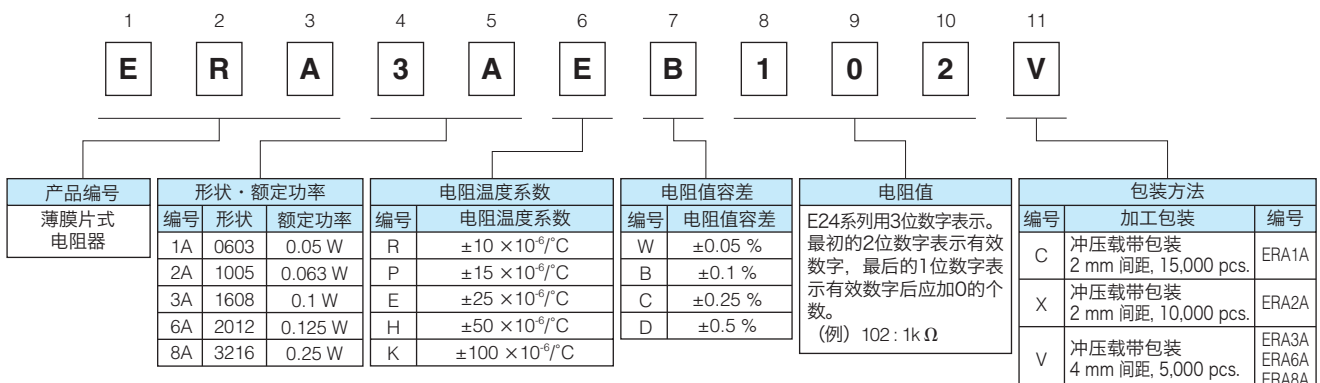 1 2 3 4 5 6 7 8 9 10 11
E R A 3 A E B 1 0 2 V
产品编号
薄膜片式
电阻器
形状・额定功率
编号 形状 额定功率
1A 0603 0.05 W
2A 1005 0.063 W
3A 1608 0.1 W
6A 2012 0.125 W
8A 3216 0.25 W
电阻温度系数
编号 电阻温度系数
R ±10 ×10⁻⁶/°C
P ±15 ×10⁻⁶/°C
E ±25 ×10⁻⁶/°C
H ±50 ×10⁻⁶/°C
K ±100 ×10⁻⁶/°C
电阻值容差
编号 电阻值容差
W ±0.05 %
B ±0.1 %
C ±0.25 %
D ±0.5 %
电阻值
E24系列用3位数字表示。
最初的2位数字表示有效
数字，最后的1位数字表
示有效数字后应加0的个
数。
（例）102 : 1k Ω
包装方法
编号 加工包装 编号
C 冲压载带包装 ERA1A
2 mm 间距, 15,000 pcs.
X 冲压载带包装 ERA2A
2 mm 间距, 10,000 pcs.
V 冲压载带包装
4 mm 间距, 5,000 pcs.
ERA3A
ERA6A
ERA8A